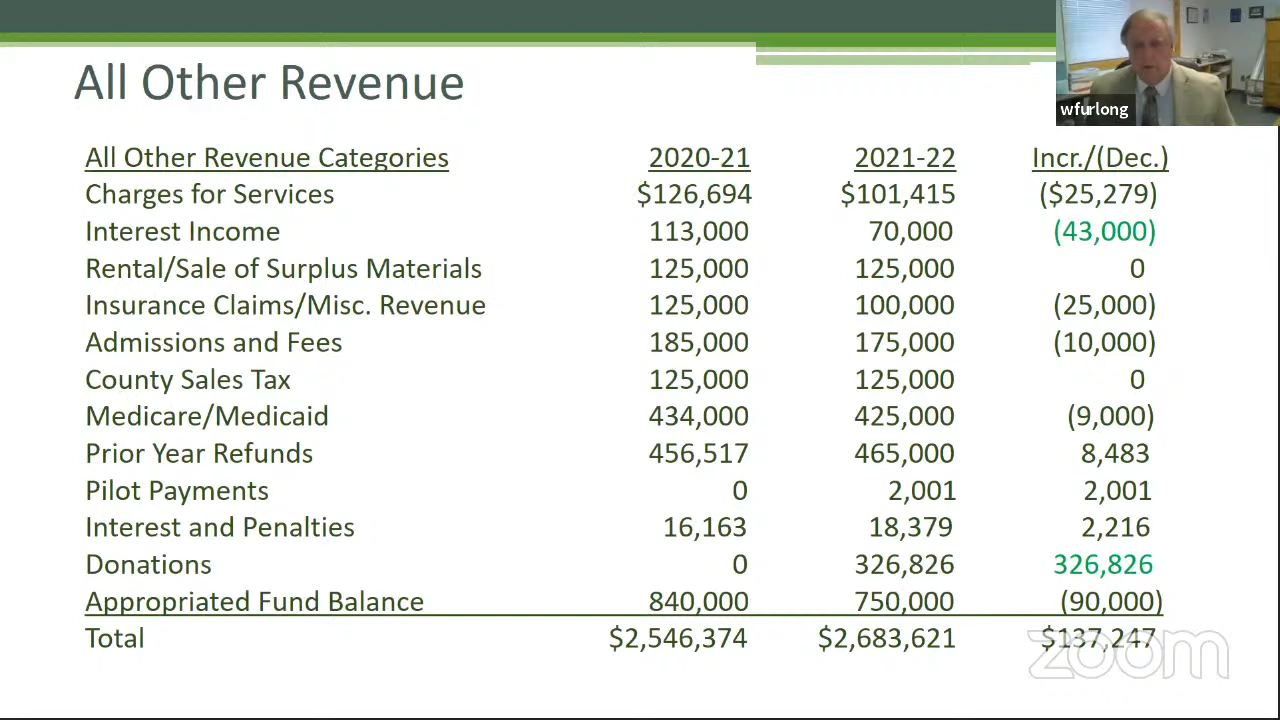 All Other Revenue
wfurlong
All Other Revenue Categories 2020-21 2021-22 Incr./(Dec.)
Charges for Services $126,694 $101,415 ($25,279)
Interest Income 113,000 70,000 (43,000)
Rental/Sale of Surplus Materials 125,000 125,000 0
Insurance Claims/Misc. Revenue 125,000 100,000 (25,000)
Admissions and Fees 185,000 175,000 (10,000)
County Sales Tax 125,000 125,000 0
Medicare/Medicaid 434,000 425,000 (9,000)
Prior Year Refunds 456,517 465,000 8,483
Pilot Payments 0 2,001 2,001
Interest and Penalties 16,163 18,379 2,216
Donations 0 326,826 326,826
Appropriated Fund Balance 840,000 750,000 (90,000)
Total $2,546,374 $2,683,621 $137,247
zoom